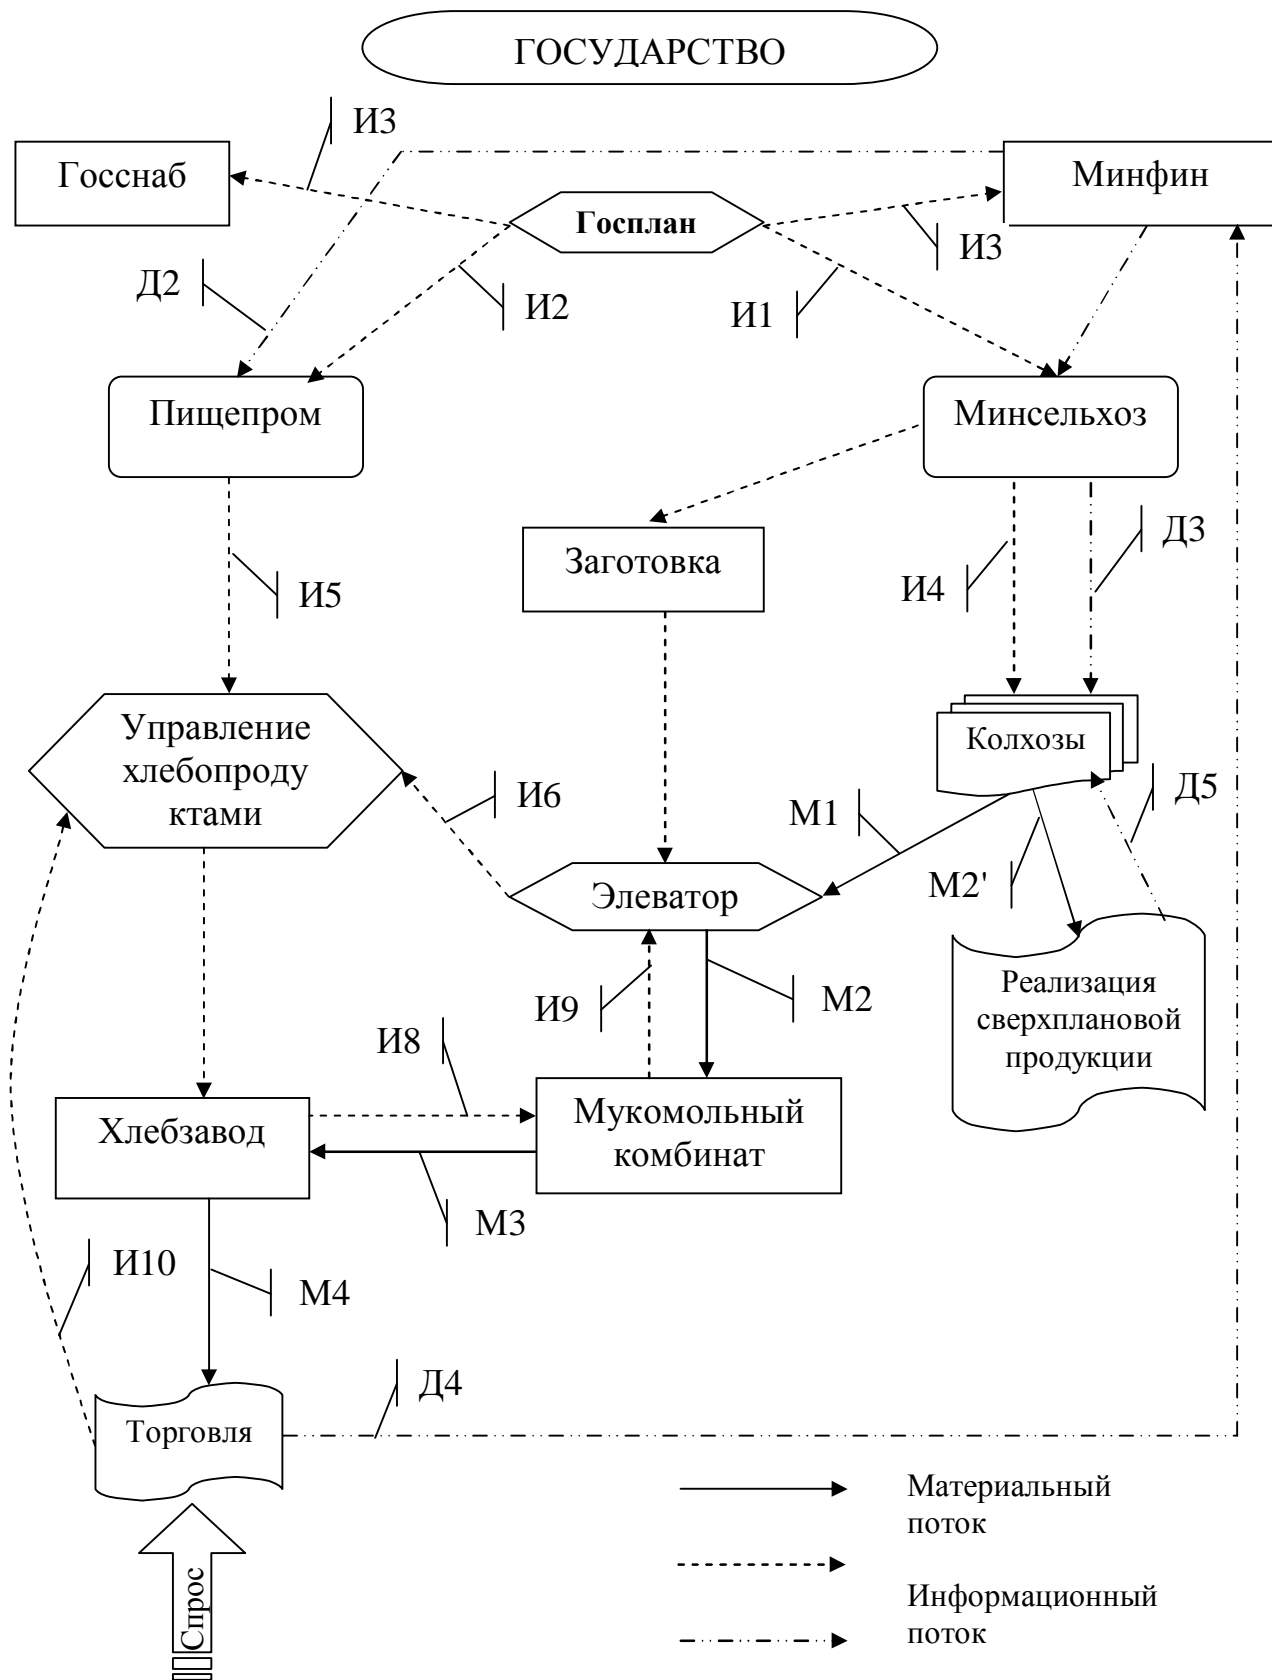 ГОСУДАРСТВО
И3
Госснаб
Минфин
Госплан
И3
Д2
И2
И1
Пищепром
Минсельхоз
Заготовка
Д3
И5
И4
Управление
хлебопроду
ктами
Колхозы
И6
Д5
М1
М2'
Элеватор
Реализация
сверхплановой
продукции
И9
М2
И8
Хлебзавод
Мукомольный
комбинат
М3
И10
М4
Д4
Торговля
Материальный
поток
Спрос
Информационный
поток